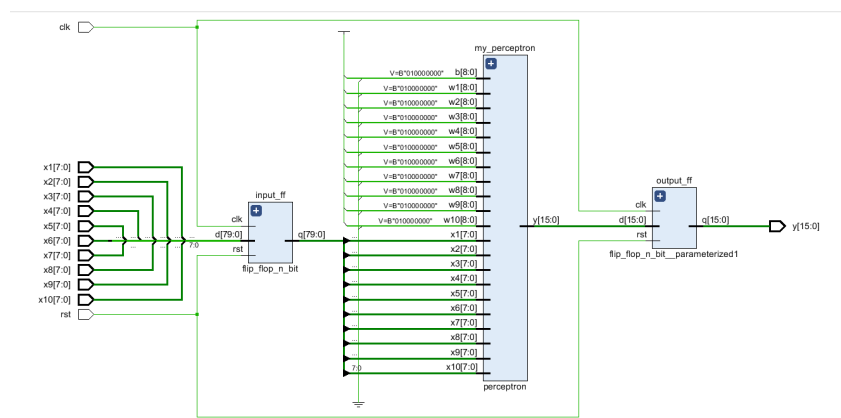 clk
x1[7:0]
x2[7:0]
x3[7:0]
x4[7:0]
x5[7:0]
x6[7:0]
x7[7:0]
x8[7:0]
x9[7:0]
x10[7:0]
rst
input_ff
clk
d[79:0]
rst
q[79:0]
7:0
flip_flop_n_bit
my_perceptron
V=B"010000000" b[8:0]
V=B"010000000" w1[8:0]
V=B"010000000" w2[8:0]
V=B"010000000" w3[8:0]
V=B"010000000" w4[8:0]
V=B"010000000" w5[8:0]
V=B"010000000" w6[8:0]
V=B"010000000" w7[8:0]
V=B"010000000" w8[8:0]
V=B"010000000" w9[8:0]
V=B"010000000" w10[8:0]
... x1[7:0]
... x2[7:0]
... x3[7:0]
... x4[7:0]
... x5[7:0]
... x6[7:0]
... x7[7:0]
... x8[7:0]
... x9[7:0]
7:0 x10[7:0]
y[15:0]
perceptron
output_ff
clk
d[15:0]
rst
q[15:0]
flip_flop_n_bit__parameterized1
y[15:0]